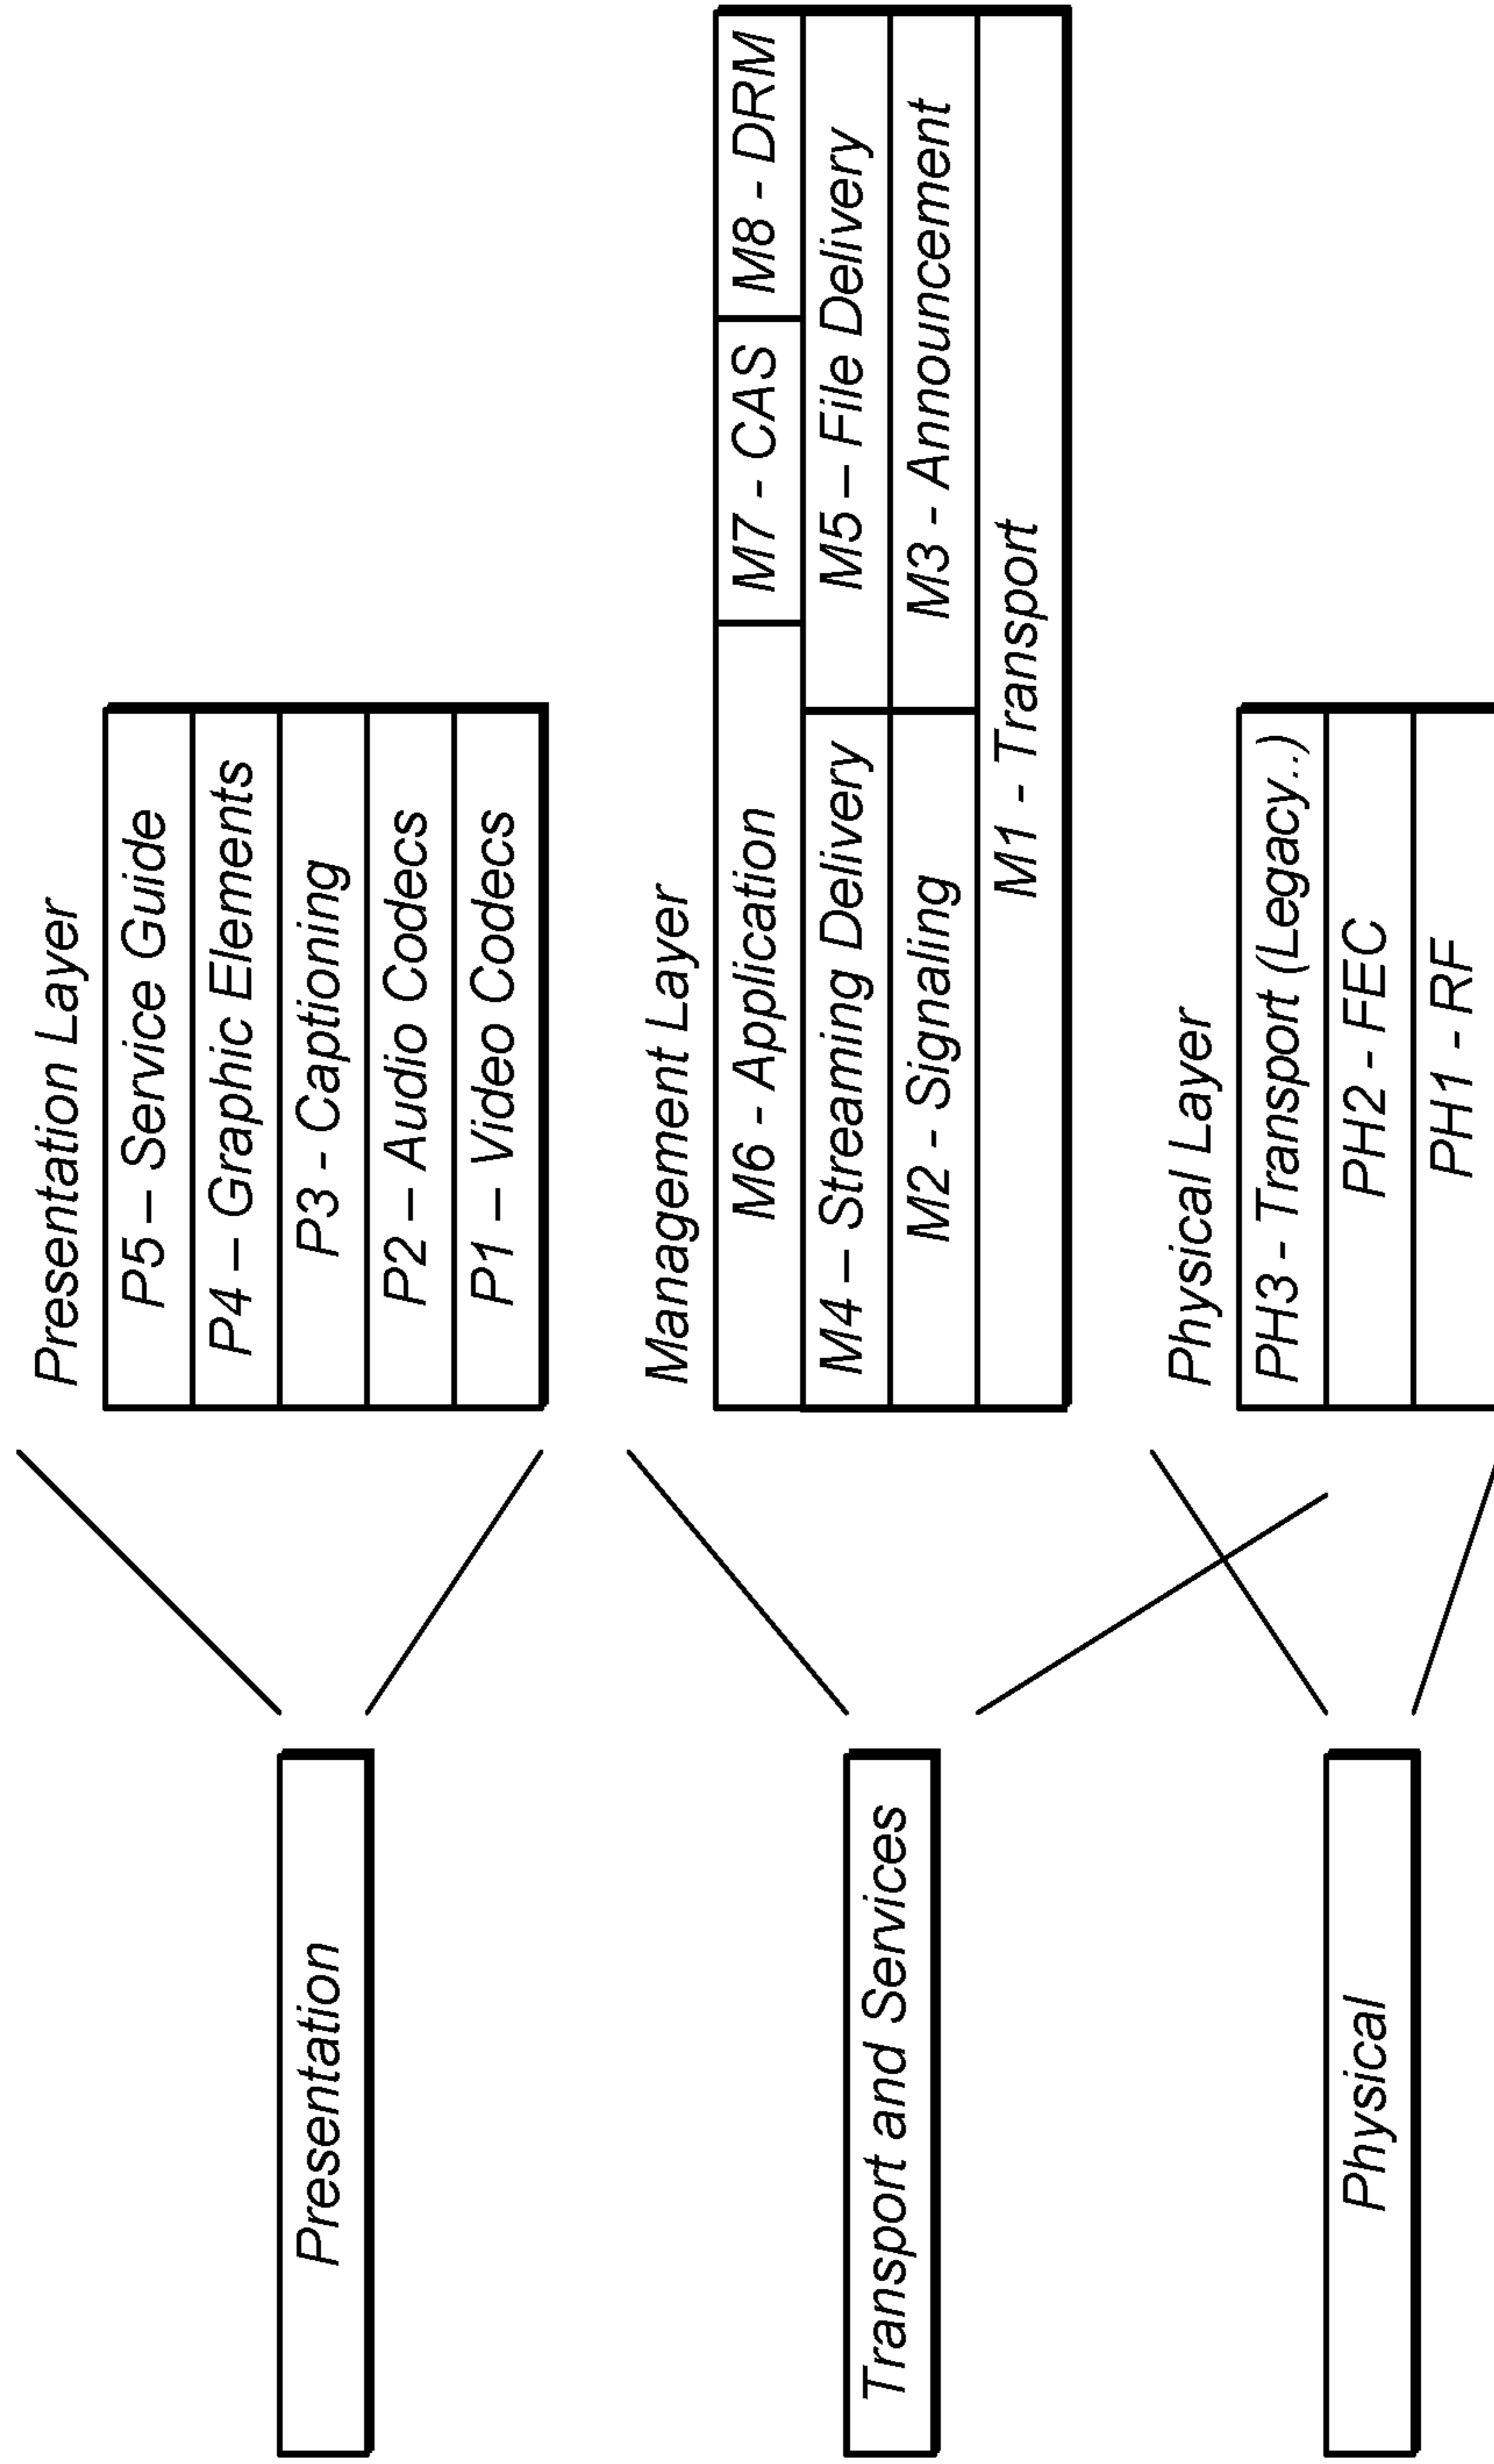 Presentation
Presentation Layer
P5 – Service Guide
P4 – Graphic Elements
P3 - Captioning
P2 – Audio Codecs
P1 – Video Codecs
Transport and Services
Management Layer
M6 - Application
M7 - CAS
M8 - DRM
M4 – Streaming Delivery
M5 – File Delivery
M2 - Signaling
M3 - Announcement
M1 - Transport
Physical
Physical Layer
PH3 - Transport (Legacy..)
PH2 - FEC
PH1 - RF